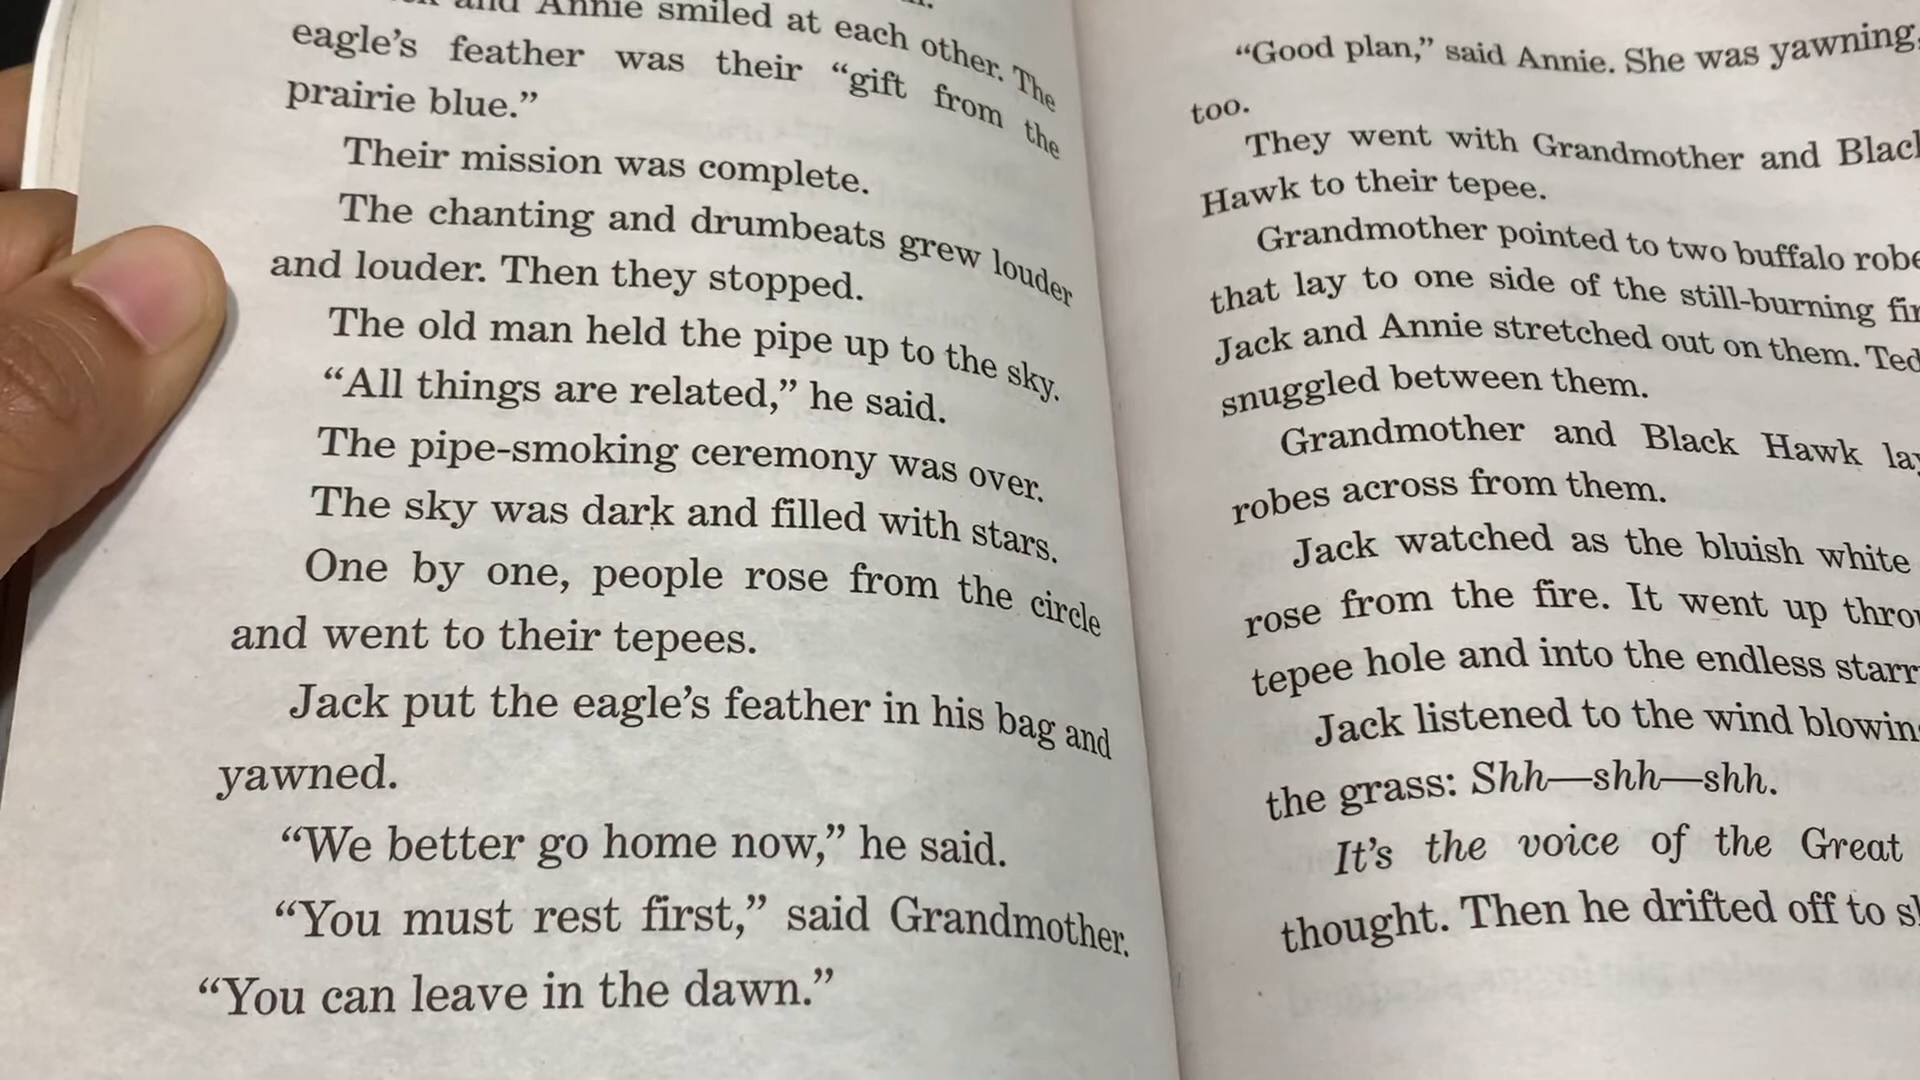 and Annie smiled at each other. The
eagle's feather was their “gift from the
prairie blue.”
Their mission was complete.
The chanting and drumbeats grew louder
and louder. Then they stopped.
The old man held the pipe up to the sky.
“All things are related,” he said.
The pipe-smoking ceremony was over.
The sky was dark and filled with stars.
One by one, people rose from the circle
and went to their tepees.
Jack put the eagle’s feather in his bag and
yawned.
“We better go home now,” he said.
“You must rest first,” said Grandmother.
“You can leave in the dawn.”
“Good plan,” said Annie. She was yawning,
too.
They went with Grandmother and
Hawk to their tepee.
Grandmother pointed to two buffalo
that lay to one side of the still-burning
Jack and Annie stretched out on them.
snuggled between them.
Grandmother and Black Hawk
robes across from them.
Jack watched as the bluish white
rose from the fire. It went up
tepee hole and into the endless
Jack listened to the wind
the grass: Shh—shh—shh.
It’s the voice of the Great
thought. Then he drifted off to